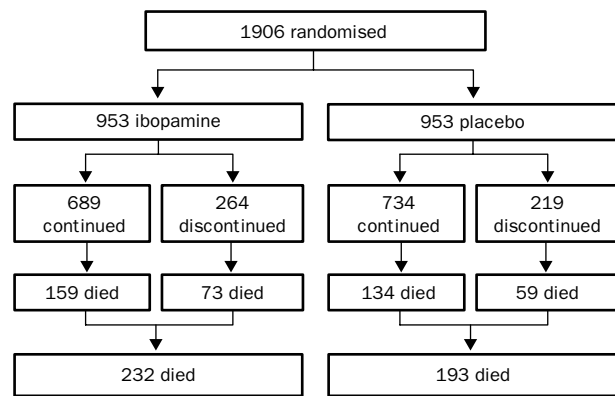 1906 randomised
953 ibopamine
953 placebo
689
continued
264
discontinued
734
continued
219
discontinued
159 died
73 died
134 died
59 died
232 died
193 died